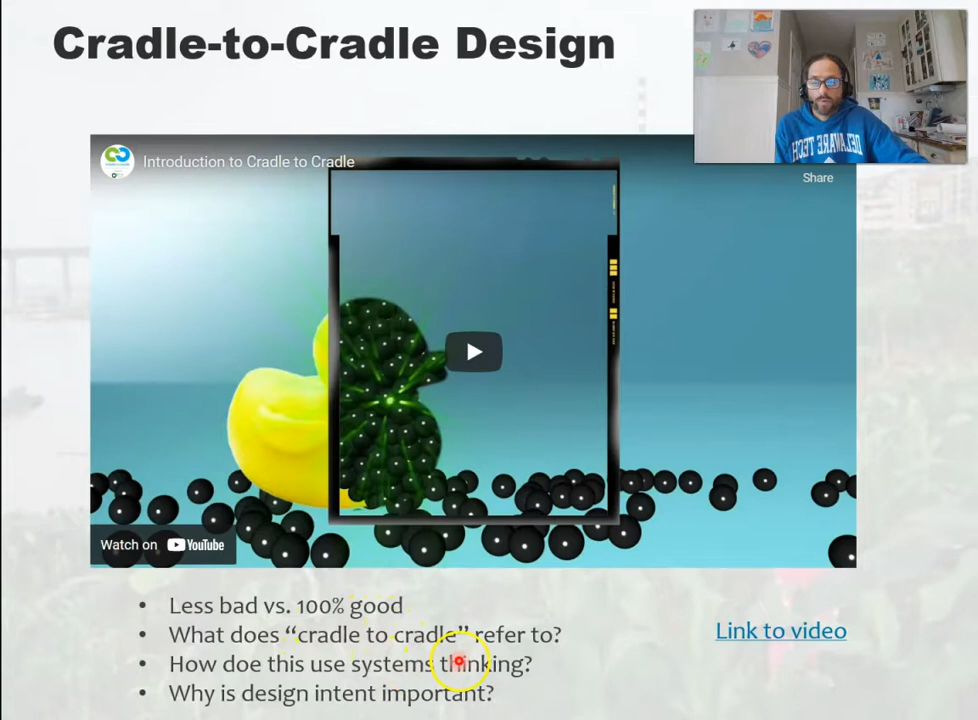 Cradle-to-Cradle Design
DELAWARE TECH
Introduction to Cradle to Cradle
Share
Watch on YouTube
• Less bad vs. 100% good
• What does “cradle to cradle” refer to?
• How doe this use systems thinking?
• Why is design intent important?
Link to video